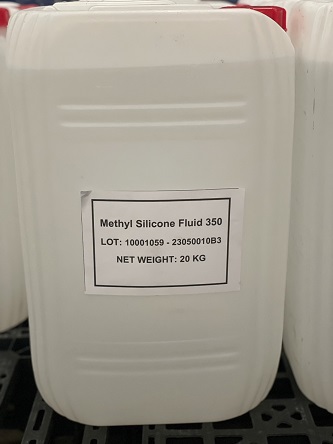 Methyl Silicone Fluid 350
LOT: 10001059 - 23050010B3
NET WEIGHT: 20 KG